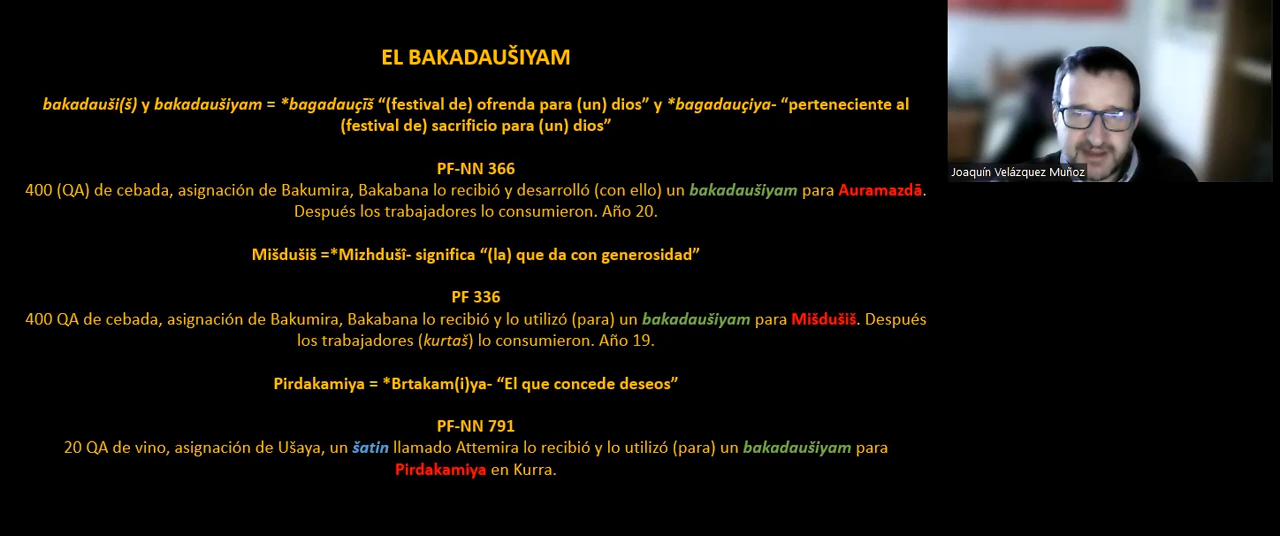 EL BAKADAUŠIYAM
bakadauši(š) y bakadaušiyam = *bagadauçīš “(festival de) ofrenda para (un) dios” y *bagadauçiya- “perteneciente al
(festival de) sacrificio para (un) dios”
PF-NN 366
400 (QA) de cebada, asignación de Bakumira, Bakabana lo recibió y desarrolló (con ello) un bakadaušiyam para Auramazdā.
Después los trabajadores lo consumieron. Año 20.
Mišdušiš =*Mizhdušî- significa “(la) que da con generosidad”
PF 336
400 QA de cebada, asignación de Bakumira, Bakabana lo recibió y lo utilizó (para) un bakadaušiyam para Mišdušiš. Después
los trabajadores (kurtaš) lo consumieron. Año 19.
Pirdakamiya = *Brtakam(i)ya- “El que concede deseos”
PF-NN 791
20 QA de vino, asignación de Ušaya, un šatin llamado Attemira lo recibió y lo utilizó (para) un bakadaušiyam para
Pirdakamiya en Kurra.
Joaquín Velázquez Muñoz